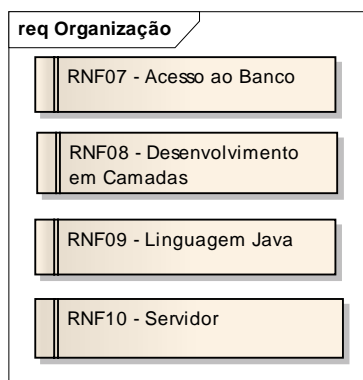 req Organização
RNF07 - Acesso ao Banco
RNF08 - Desenvolvimento
em Camadas
RNF09 - Linguagem Java
RNF10 - Servidor